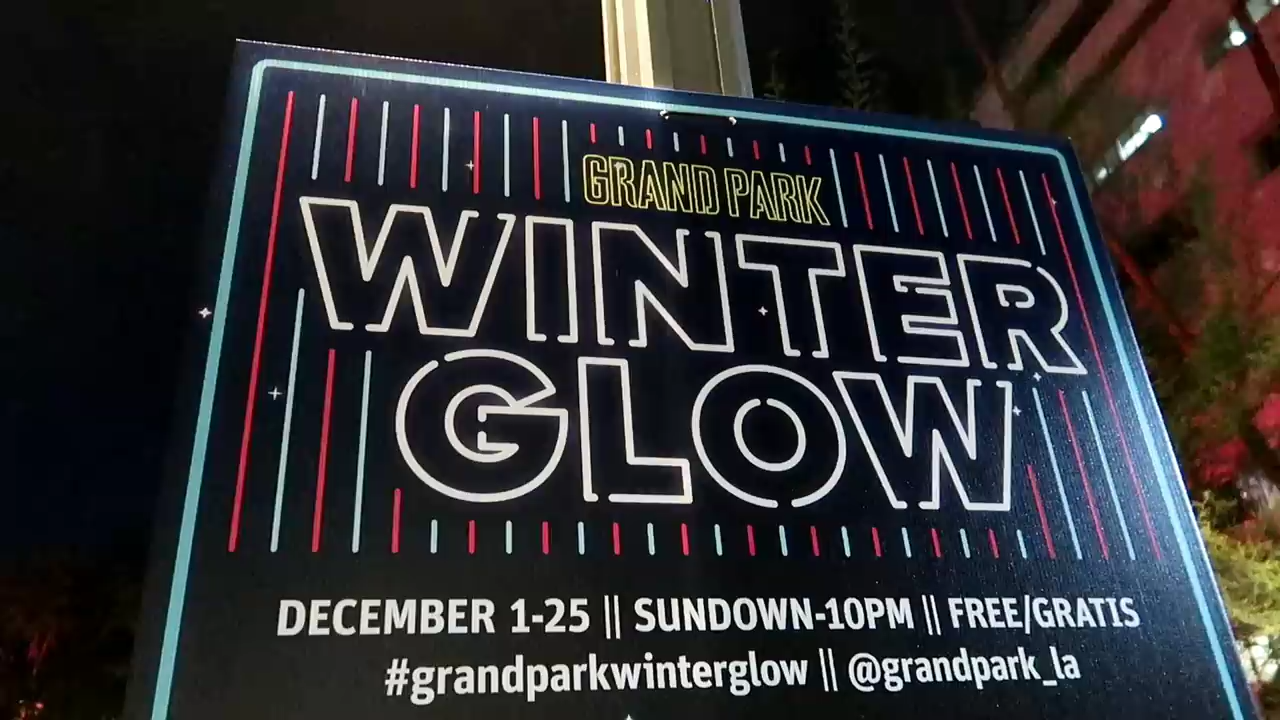 GRAND PARK
WINTER
GLOW
DECEMBER 1-25 || SUNDOWN-10PM || FREE/GRATIS
#grandparkwinterglow || @grandpark_la